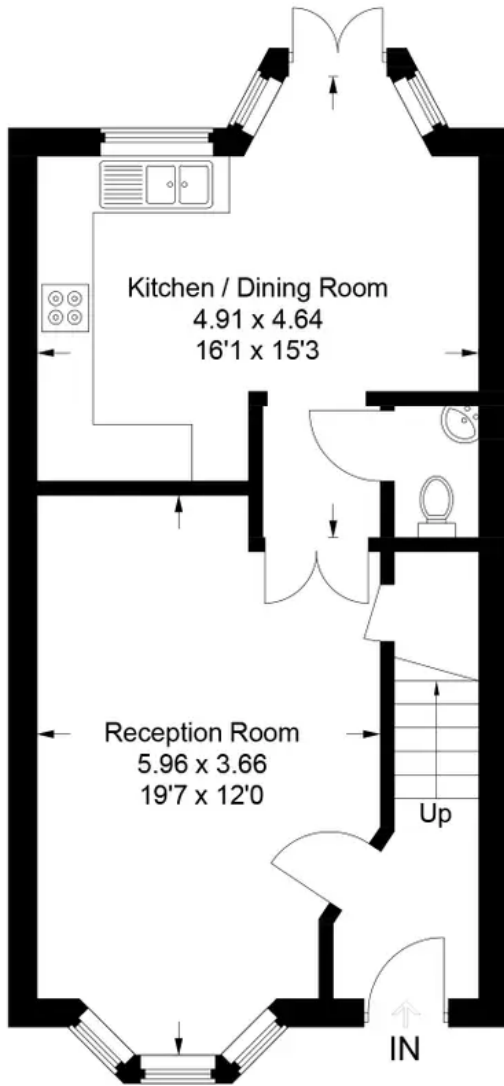 Kitchen / Dining Room
4.91 x 4.64
16'1 x 15'3
Reception Room
5.96 x 3.66
19'7 x 12'0
Up
IN